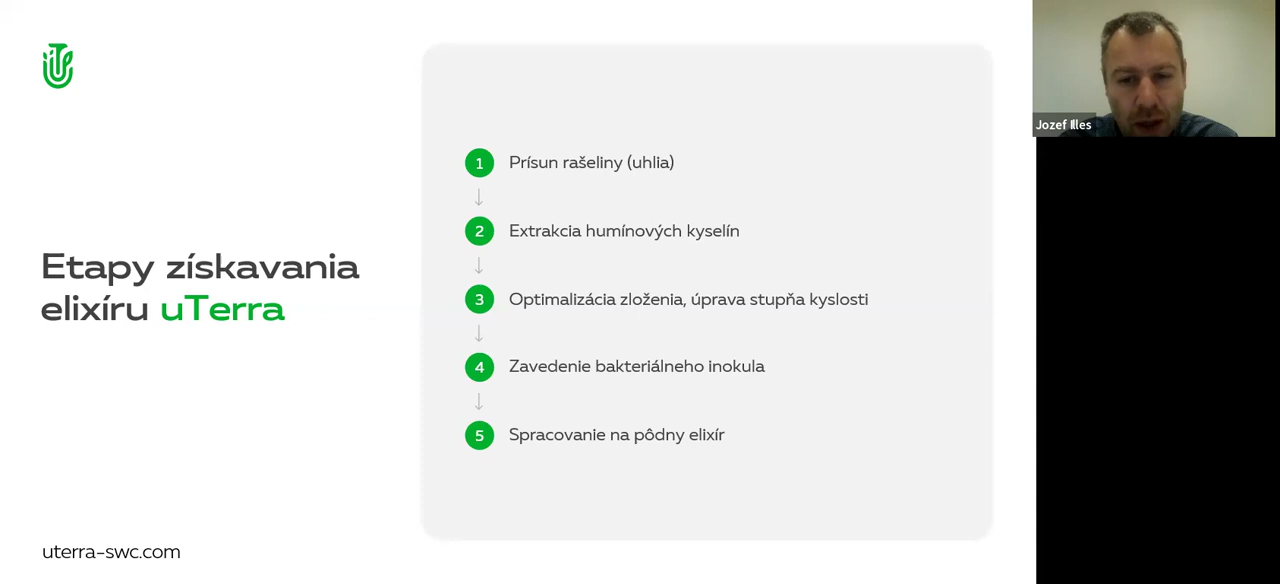 Etapy získavania
elixíru uTerra
1 Prísun rašeliny (uhlia)
2 Extrakcia humínových kyselín
3 Optimalizácia zloženia, úprava stupňa kyslosti
4 Zavedenie bakteriálneho inokula
5 Spracovanie na pôdny elixír
uterra-swc.com
Jozef Illes